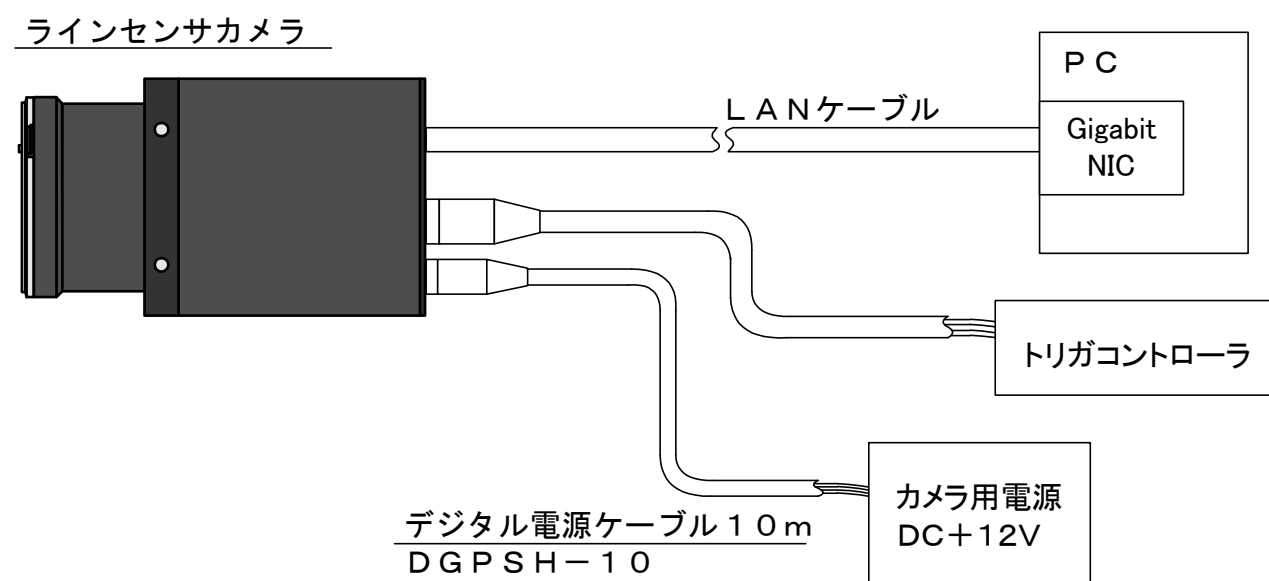 ラインセンサカメラ
ＰＣ
ＬＡＮケーブル
Gigabit
NIC
トリガコントローラ
カメラ用電源
DC＋12V
デジタル電源ケーブル１０ｍ
ＤＧＰＳＨ－１０